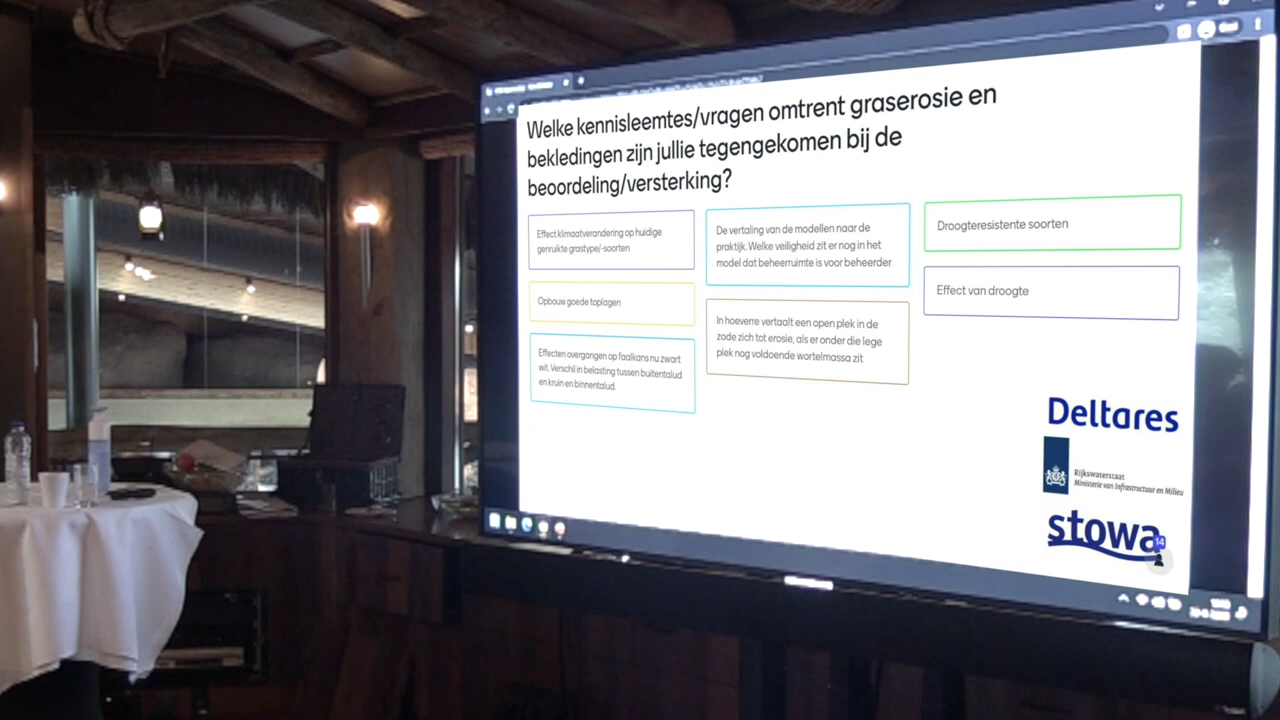 Welke kennisleemtes/vragen omtrent graserosie en
bekledingen zijn jullie tegengekomen bij de
beoordeling/versterking?
Effect klimaatverandering op huidige
genruikte grastype/-soorten
Opbouw goede toplagen
Effecten overgangen op faalkans nu zwart
wit. Verschil in belasting tussen buitentalud
en kruin en binnentalud.
De vertaling van de modellen naar de
praktijk. Welke veiligheid zit er nog in het
model dat beheerruimte is voor beheerder
In hoeverre vertaalt een open plek in de
zode zich tot erosie, als er onder die lege
plek nog voldoende wortelmassa zit
Droogteresistente soorten
Effect van droogte
Deltares
Rijkswaterstaat
Ministerie van Infrastructuur en Milieu
stowa
14